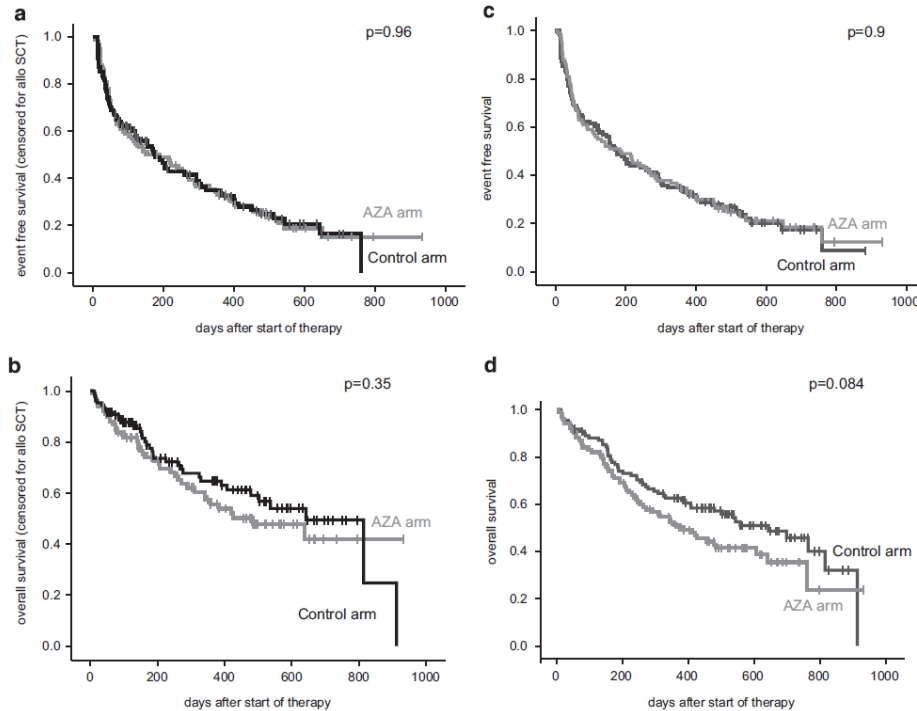 a
p=0.96
event free survival (censored for allo SCT)
1.0
0.8
0.6
0.4
0.2
0.0
AZA arm
Control arm
0 200 400 600 800 1000
days after start of therapy
c
p=0.9
event free survival
1.0
0.8
0.6
0.4
0.2
0.0
AZA arm
Control arm
0 200 400 600 800 1000
days after start of therapy
b
p=0.35
overall survival (censored for allo SCT)
1.0
0.8
0.6
0.4
0.2
0.0
AZA arm
Control arm
0 200 400 600 800 1000
days after start of therapy
d
p=0.084
overall survival
1.0
0.8
0.6
0.4
0.2
0.0
Control arm
AZA arm
0 200 400 600 800 1000
days after start of therapy